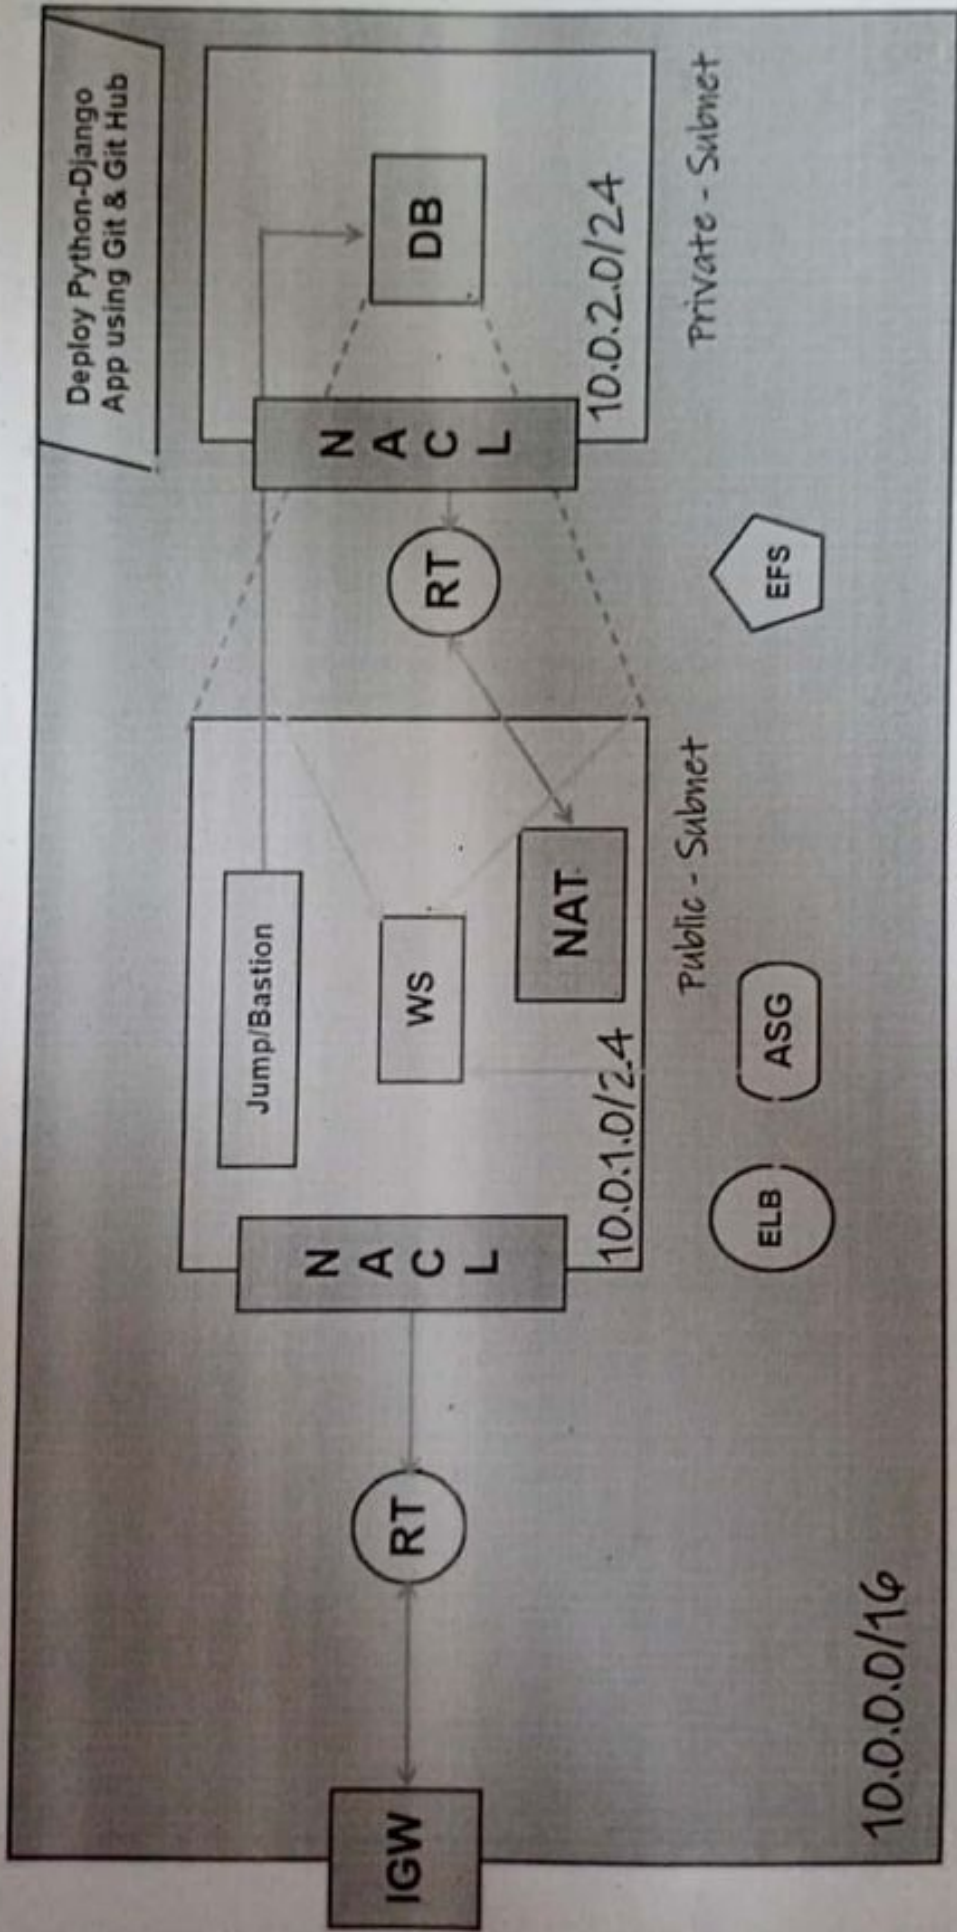 Deploy Python-Django
App using Git & Git Hub
IGW
RT
N
A
C
L
Jump/Bastion
WS
NAT
10.0.1.0/24
Public - Subnet
RT
N
A
C
L
DB
10.0.2.0/24
Private - Subnet
ELB
ASG
EFS
10.0.0.0/16